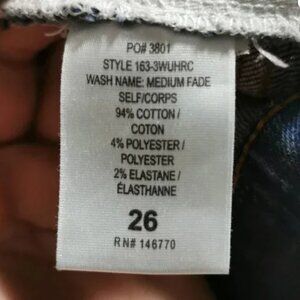 PO# 3801
STYLE 163-3WUHRC
WASH NAME: MEDIUM FADE
SELF/CORPS
94% COTTON /
COTON
4% POLYESTER /
POLYESTER
2% ELASTANE /
ÉLASTHANNE
26
RN# 146770